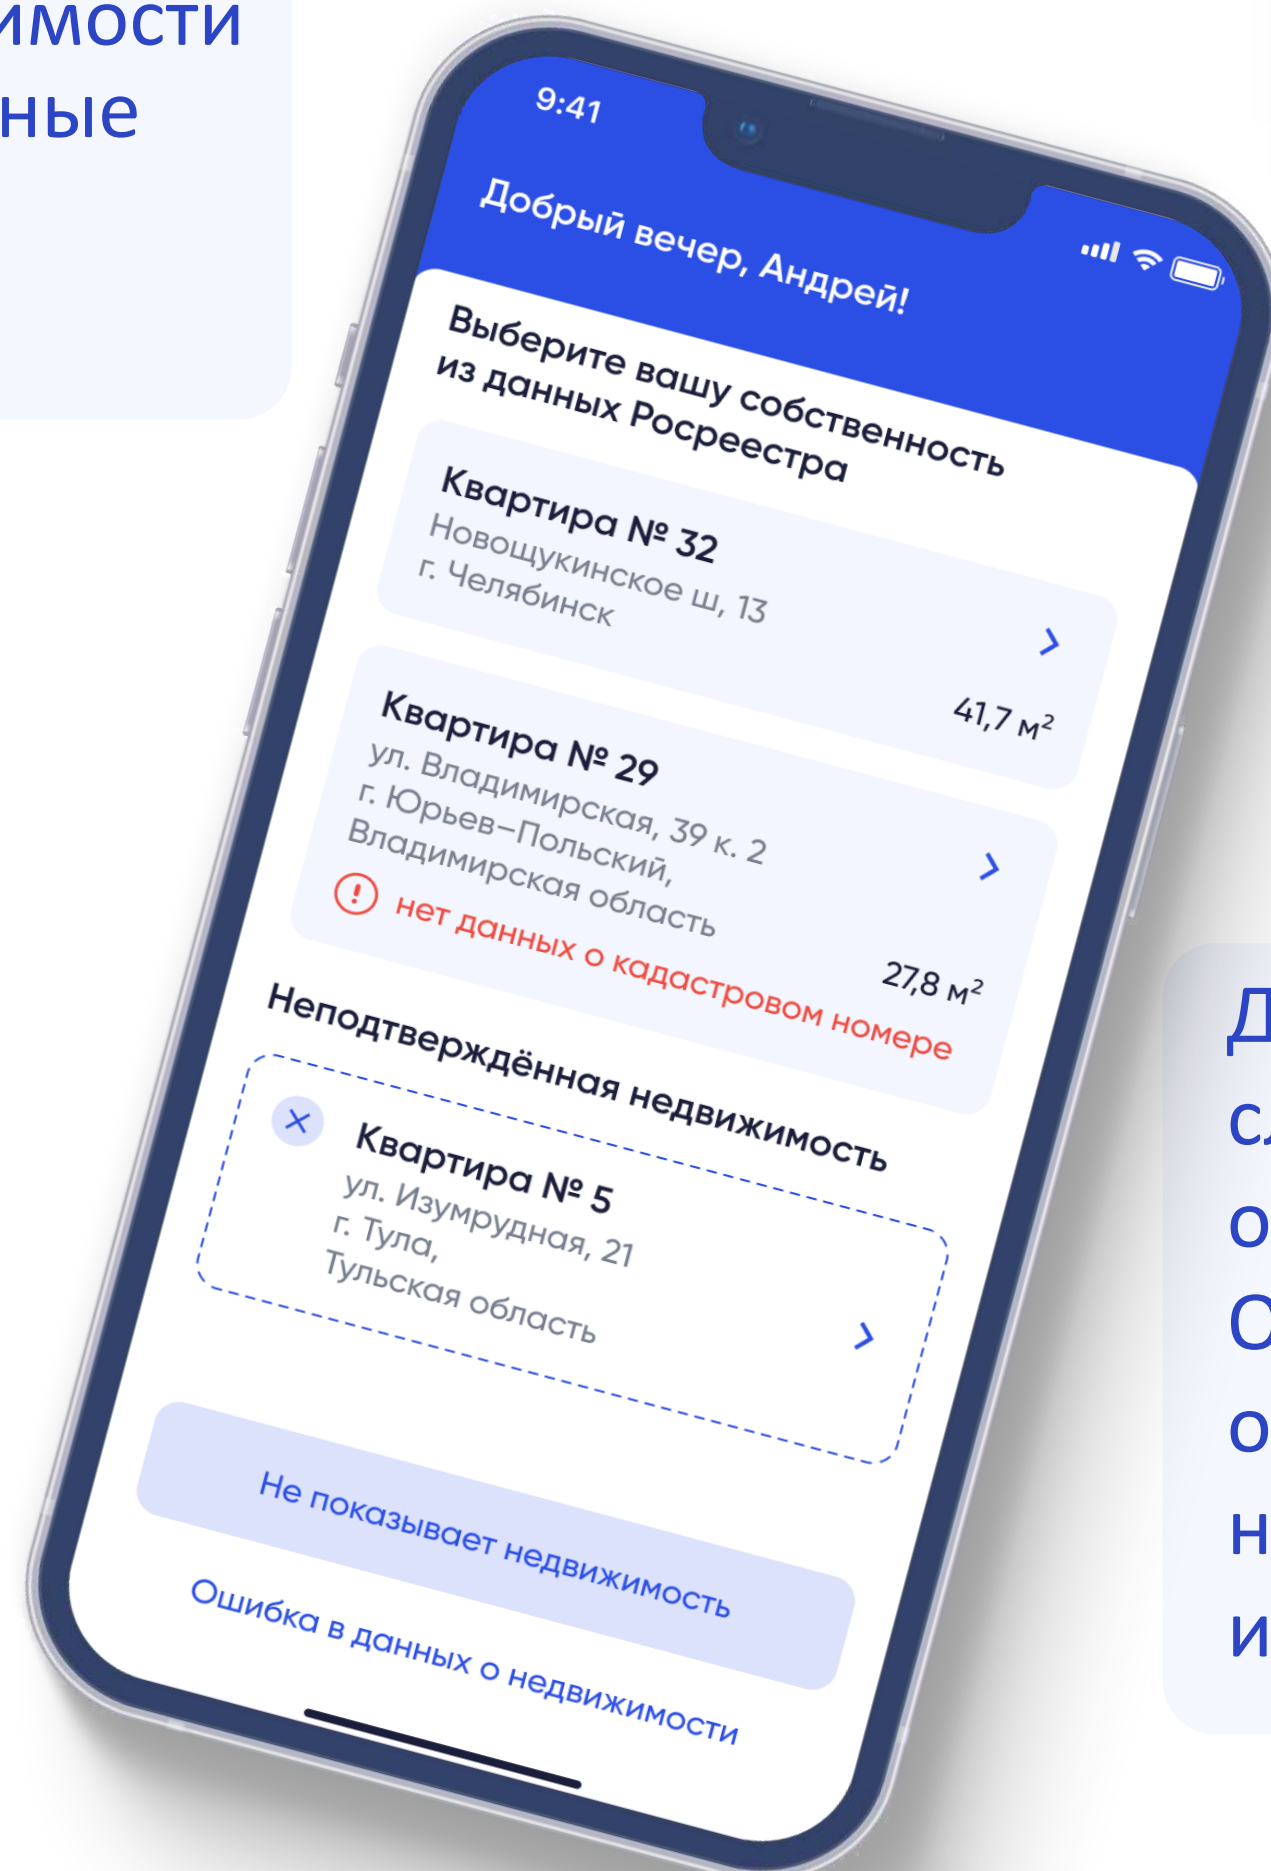 ные
9:41
Добрый вечер, Андрей!
Выберите вашу собственность
из данных Росреестра
Квартира № 32
Новощукинское ш, 13
г. Челябинск
41,7 м²
Квартира № 29
ул. Владимирская, 39 к. 2
г. Юрьев–Польский,
Владимирская область
27,8 м²
нет данных о кадастровом номере
Неподтверждённая недвижимость
Квартира № 5
ул. Изумрудная, 21
г. Тула,
Тульская область
Не показывает недвижимость
Ошибка в данных о недвижимости